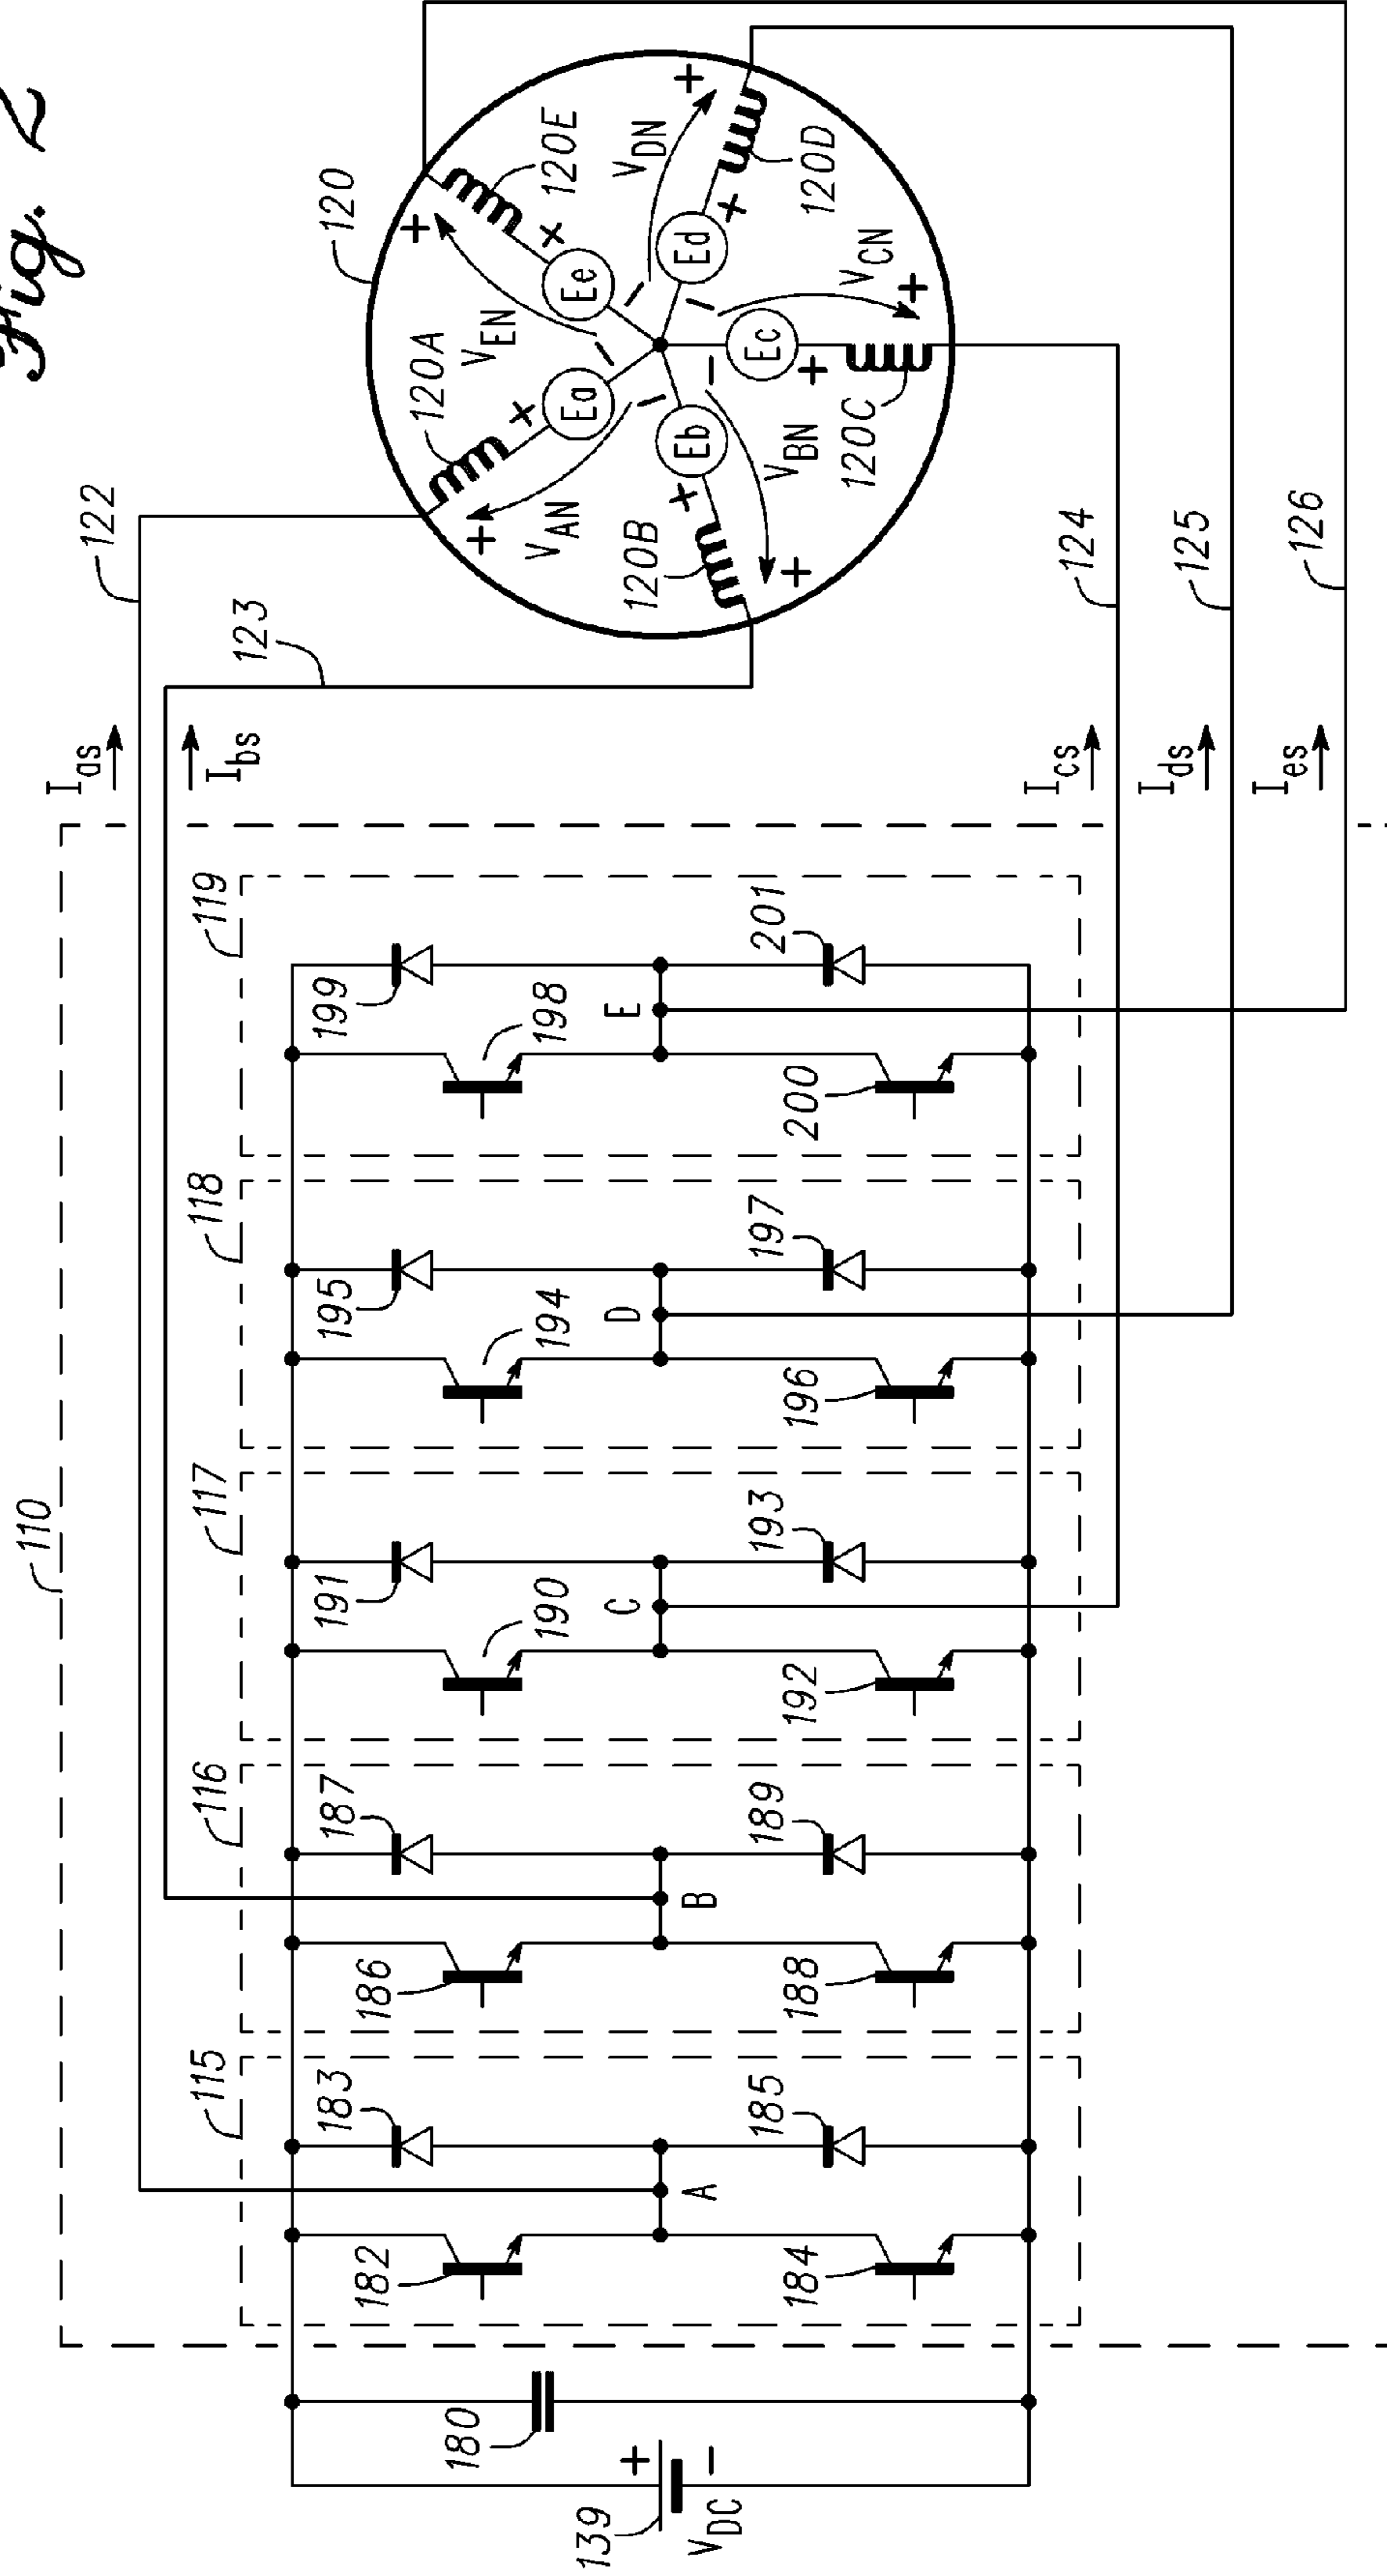 Fig. 2
110
115
116
117
118
119
182
183
184
185
A
186
187
188
189
B
190
191
192
193
C
194
195
196
197
D
198
199
200
201
E
139
VDC
+
−
180
Ias
Ibs
Ics
Ids
Ies
122
123
124
125
126
120
120A
120B
120C
120D
120E
Ea
Eb
Ec
Ed
Ee
VAN
VBN
VCN
VDN
VEN
+
+
+
+
+
+
+
+
+
+
−
−
−
−
−